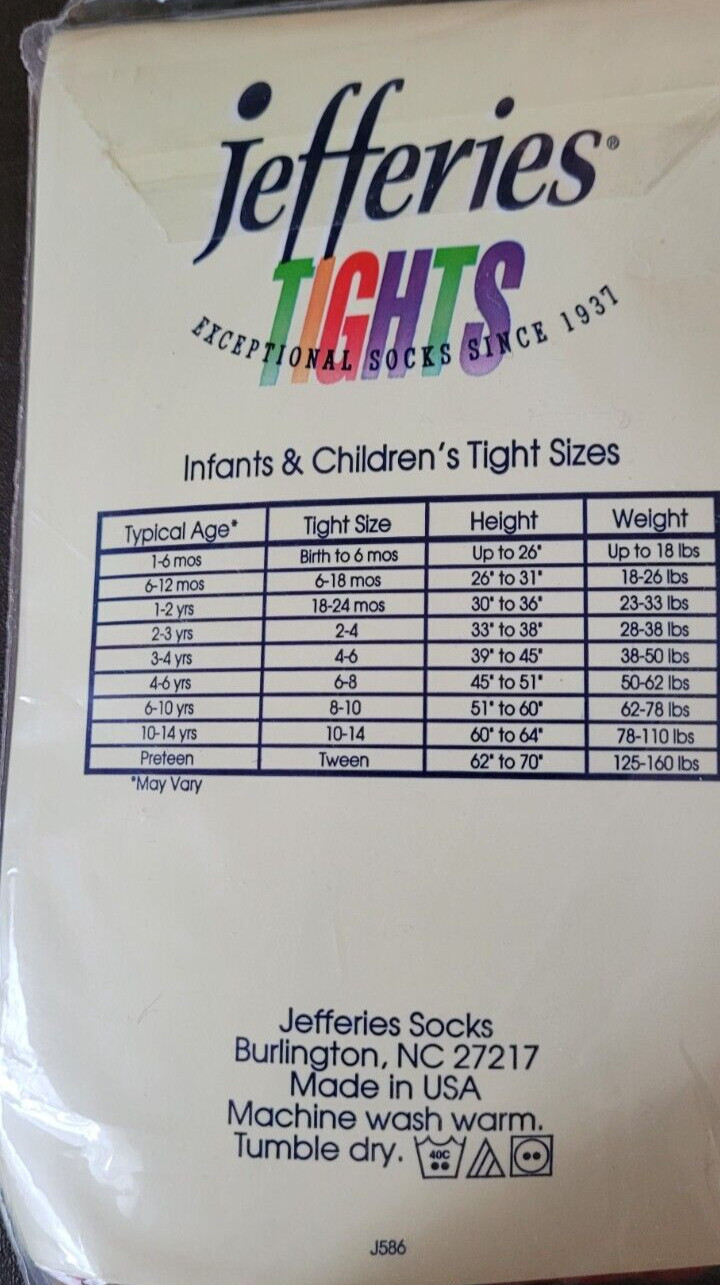 Jefferies®
TIGHTS
EXCEPTIONAL SOCKS SINCE 1937
Infants & Children's Tight Sizes
Typical Age* Tight Size Height Weight
1-6 mos Birth to 6 mos Up to 26" Up to 18 lbs
6-12 mos 6-18 mos 26" to 31" 18-26 lbs
1-2 yrs 18-24 mos 30" to 36" 23-33 lbs
2-3 yrs 2-4 33" to 38" 28-38 lbs
3-4 yrs 4-6 39" to 45" 38-50 lbs
4-6 yrs 6-8 45" to 51" 50-62 lbs
6-10 yrs 8-10 51" to 60" 62-78 lbs
10-14 yrs 10-14 60" to 64" 78-110 lbs
Preteen Tween 62" to 70" 125-160 lbs
*May Vary
Jefferies Socks
Burlington, NC 27217
Made in USA
Machine wash warm.
Tumble dry. 40C
J586